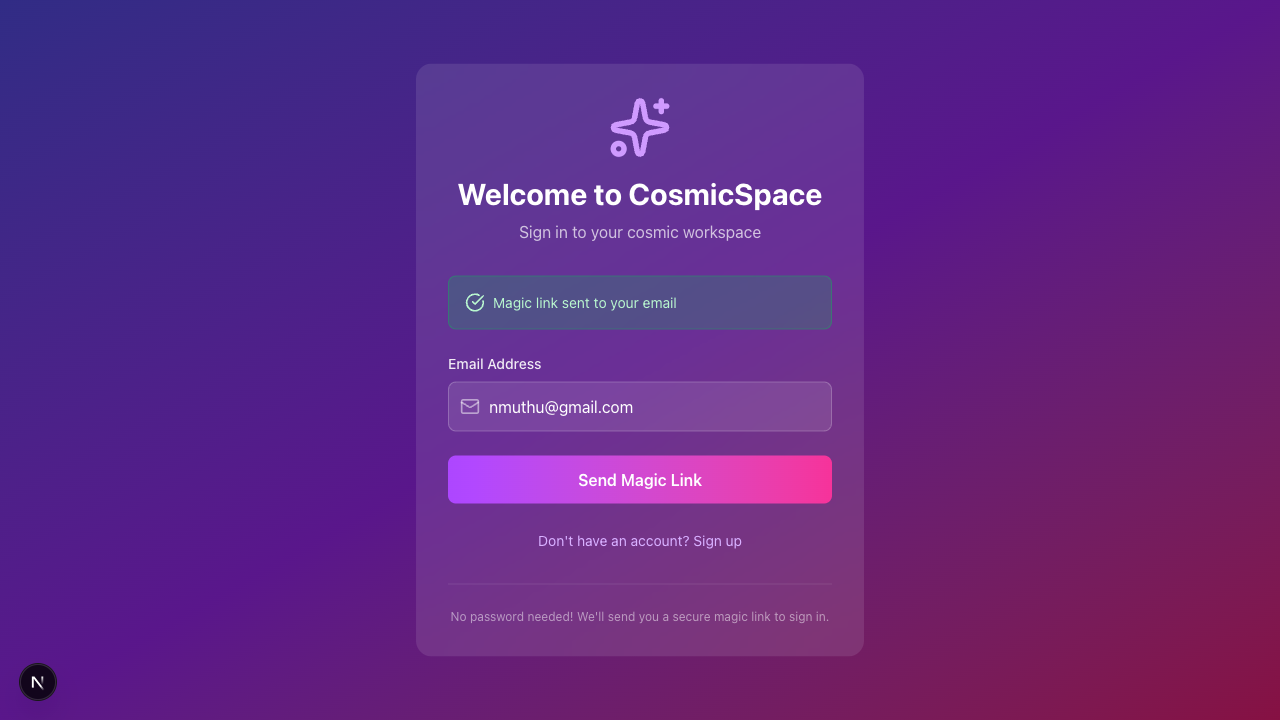 Welcome to CosmicSpace
Sign in to your cosmic workspace
Magic link sent to your email
Email Address
nmuthu@gmail.com
Send Magic Link
Don't have an account? Sign up
No password needed! We'll send you a secure magic link to sign in.
N